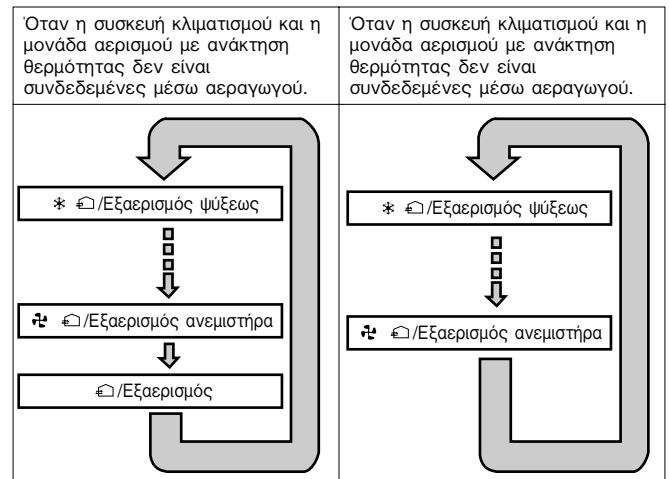 Όταν η συσκευή κλιματισμού και η
μονάδα αερισμού με ανάκτηση
θερμότητας δεν είναι
συνδεδεμένες μέσω αεραγωγού.
Όταν η συσκευή κλιματισμού και η
μονάδα αερισμού με ανάκτηση
θερμότητας δεν είναι
συνδεδεμένες μέσω αεραγωγού.
/Εξαερισμός ψύξεως
/Εξαερισμός ανεμιστήρα
/Εξαερισμός
/Εξαερισμός ψύξεως
/Εξαερισμός ανεμιστήρα